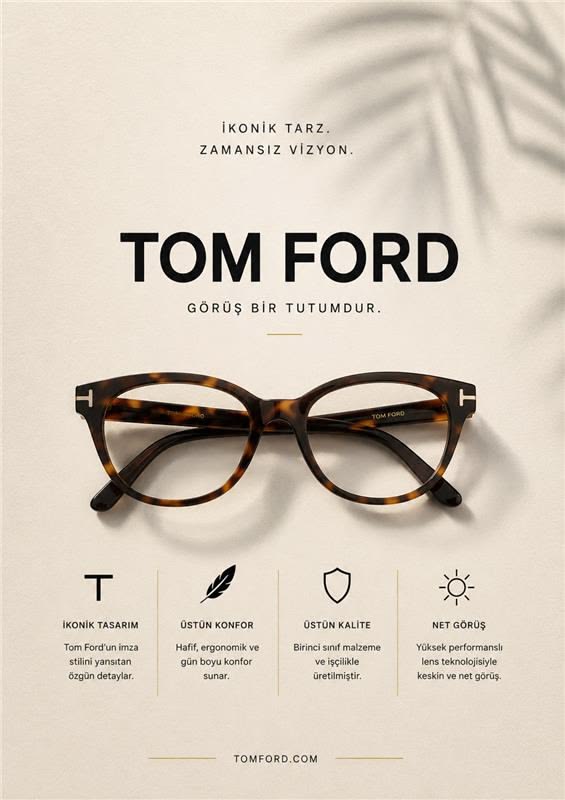 İKONİK TARZ.
ZAMANSIZ VİZYON.
TOM FORD
GÖRÜŞ BİR TUTUMDUR.
TOM FORD
İKONİK TASARIM
Tom Ford'un imza
stilini yansıtan
özgün detaylar.
ÜSTÜN KONFOR
Hafif, ergonomik ve
gün boyu konfor
sunar.
ÜSTÜN KALİTE
Birinci sınıf malzeme
ve işçilikle
üretilmiştir.
NET GÖRÜŞ
Yüksek performanslı
lens teknolojisiyle
keskin ve net görüş.
TOMFORD.COM